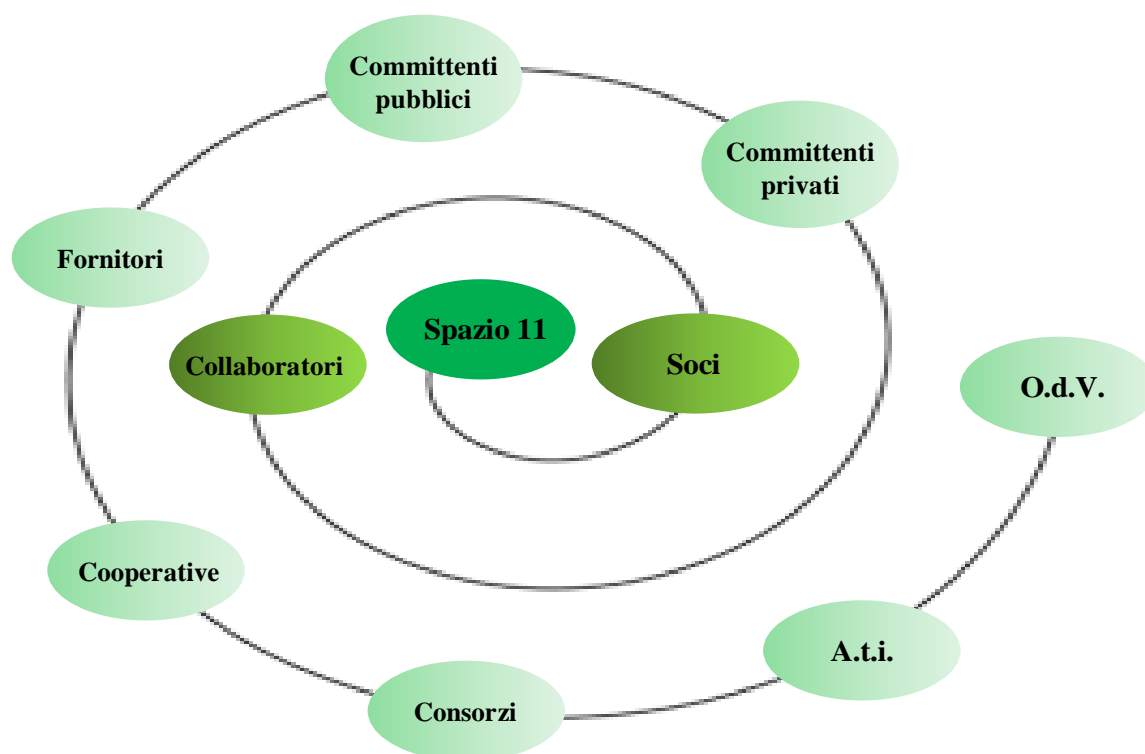 Committenti
pubblici
Committenti
privati
Fornitori
Spazio 11
Collaboratori
Soci
O.d.V.
Cooperative
A.t.i.
Consorzi